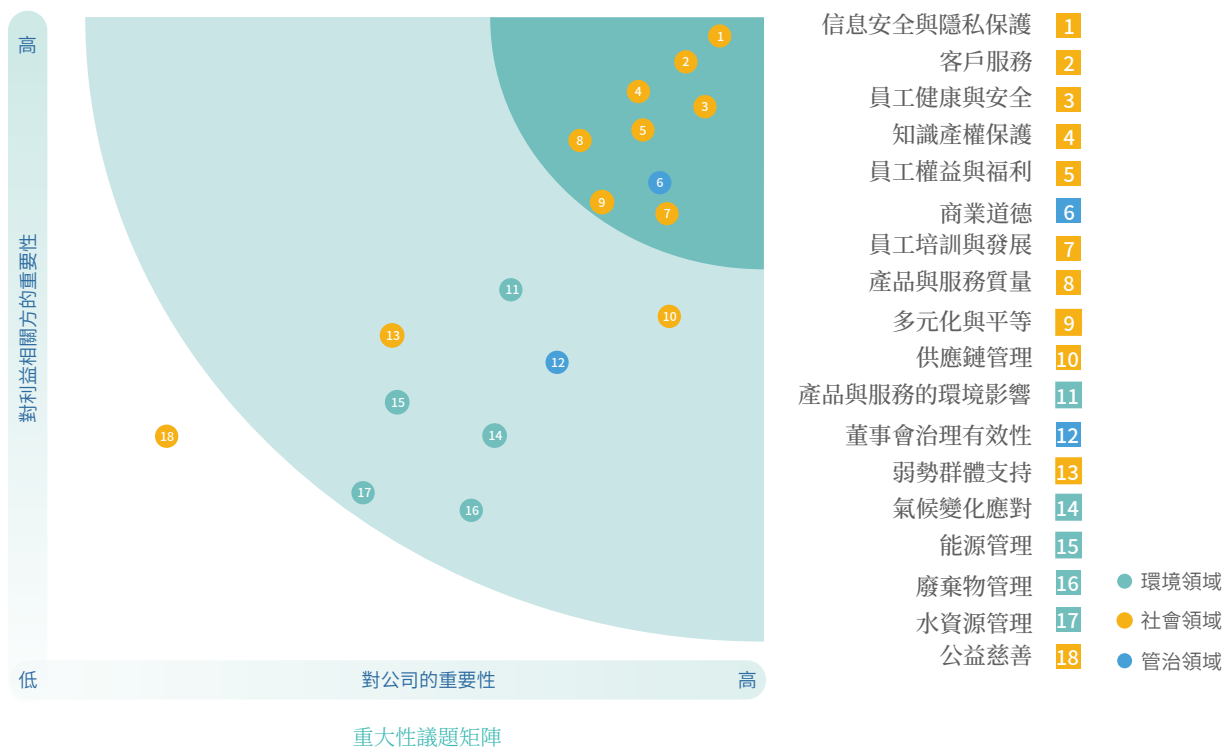 高
對利益相關方的重要性
低
對公司的重要性
高
1
2
4
3
5
8
6
9
7
11
10
13
12
15
18
14
17
16
信息安全與隱私保護 1
客戶服務 2
員工健康與安全 3
知識產權保護 4
員工權益與福利 5
商業道德 6
員工培訓與發展 7
產品與服務質量 8
多元化與平等 9
供應鏈管理 10
產品與服務的環境影響 11
董事會治理有效性 12
弱勢群體支持 13
氣候變化應對 14
能源管理 15
廢棄物管理 16
水資源管理 17
公益慈善 18
環境領域
社會領域
管治領域
重大性議題矩陣